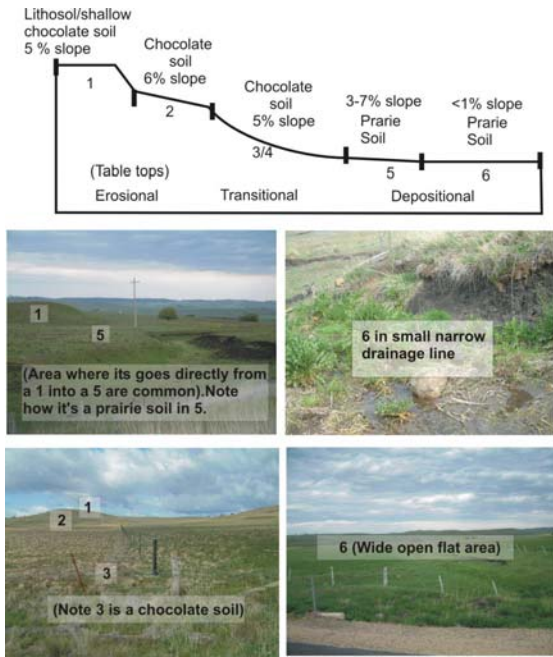 Lithosol/shallow
chocolate soil
5 % slope
Chocolate
soil
6% slope
Chocolate
soil
5% slope
3-7% slope
Prarie
Soil
<1% slope
Prarie
Soil
1
2
3/4
5
6
(Table tops)
Erosional
Transitional
Depositional
1
5
(Area where its goes directly from
a 1 into a 5 are common).Note
how it's a prairie soil in 5.
6 in small narrow
drainage line
1
2
3
(Note 3 is a chocolate soil)
6 (Wide open flat area)